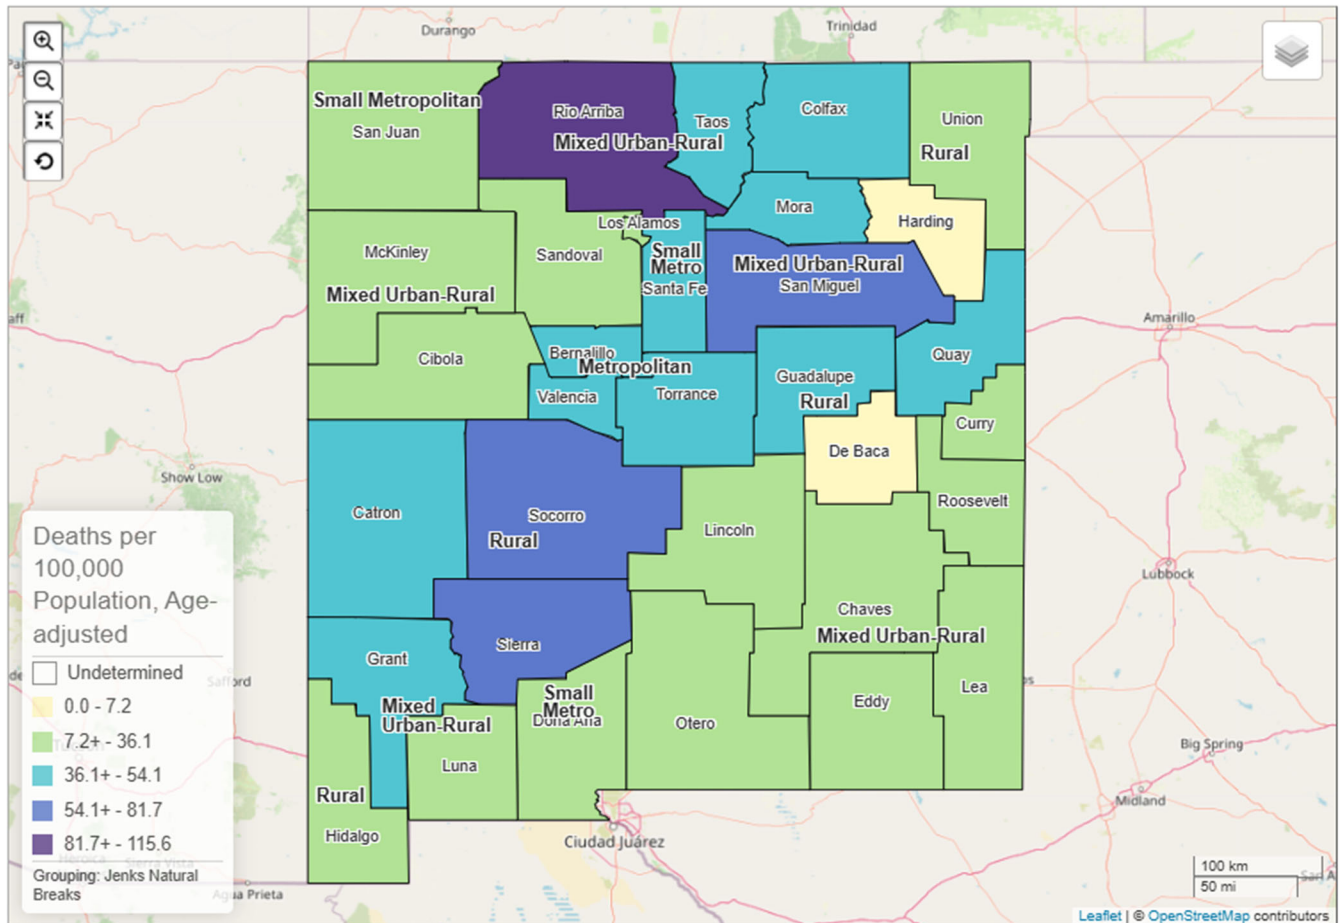 Durango
Trinidad
Small Metropolitan
San Juan
Rio Arriba
Mixed Urban-Rural
Taos
Colfax
Union
Rural
Mora
Harding
Los Alamos
McKinley
Sandoval
Small
Metro
Santa Fe
Mixed Urban-Rural
San Miguel
Mixed Urban-Rural
aff
Amarillo
Cibola
Bernalillo
Metropolitan
Quay
Valencia
Torrance
Guadalupe
Rural
Curry
De Baca
Show Low
Catron
Socorro
Rural
Lincoln
Roosevelt
Lubbock
Chaves
Mixed Urban-Rural
Sierra
Grant
Safford
Mixed
Urban-Rural
Small
Metro
Doña Ana
Otero
Eddy
Lea
Luna
Big Spring
Rural
Hidalgo
Midland
Ciudad Juárez
Agua Prieta
Deaths per
100,000
Population, Age-
adjusted
Undetermined
0.0 - 7.2
7.2+ - 36.1
36.1+ - 54.1
54.1+ - 81.7
81.7+ - 115.6
Grouping: Jenks Natural
Breaks
100 km
50 mi
Leaflet | © OpenStreetMap contributors